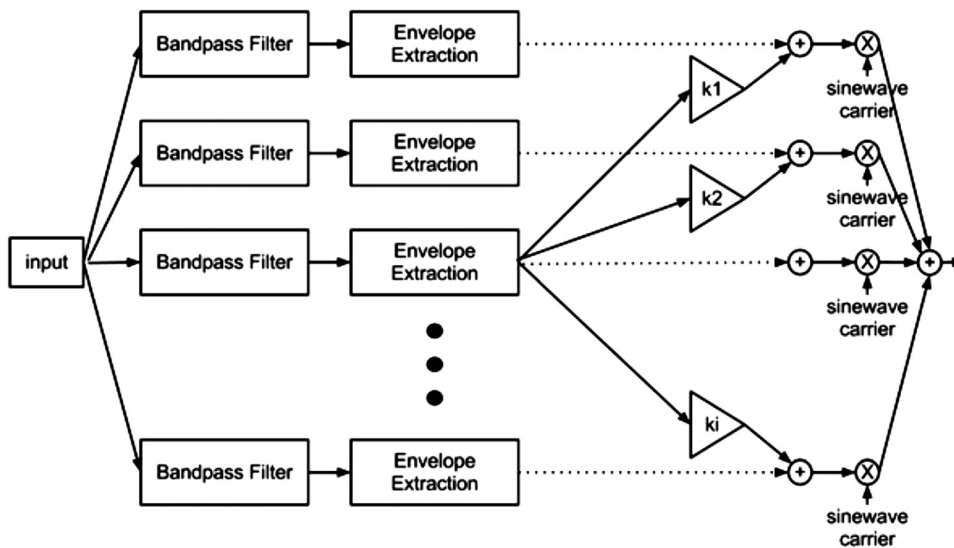 Bandpass Filter
Envelope
Extraction
k1
+
X
sinewave
carrier
Bandpass Filter
Envelope
Extraction
k2
+
X
sinewave
carrier
input
Bandpass Filter
Envelope
Extraction
+
X
+
sinewave
carrier
ki
Bandpass Filter
Envelope
Extraction
+
X
sinewave
carrier